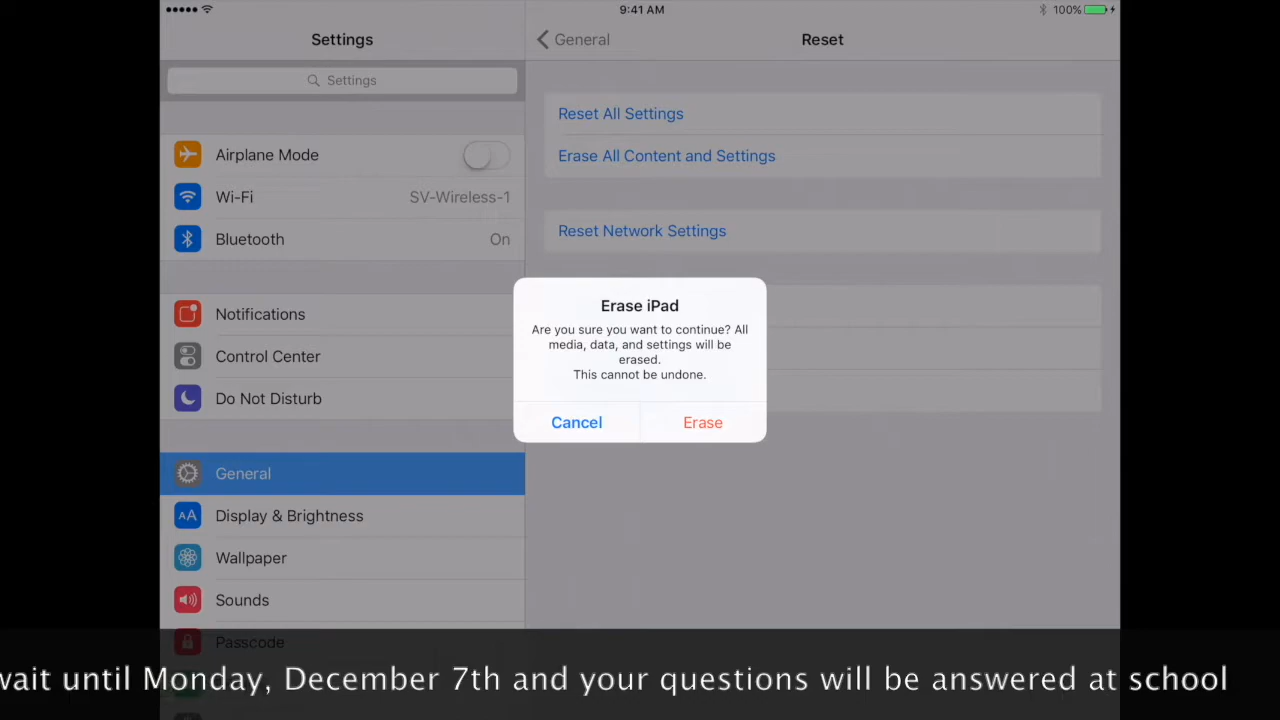 9:41 AM
100%
Settings
General
Reset
Settings
Reset All Settings
Erase All Content and Settings
Airplane Mode
Wi-Fi
SV-Wireless-1
Reset Network Settings
Bluetooth
On
Erase iPad
Are you sure you want to continue? All
media, data, and settings will be
erased.
This cannot be undone.
Cancel
Erase
Notifications
Control Center
Do Not Disturb
General
AA
Display & Brightness
Wallpaper
Sounds
Passcode
wait until Monday, December 7th and your questions will be answered at school